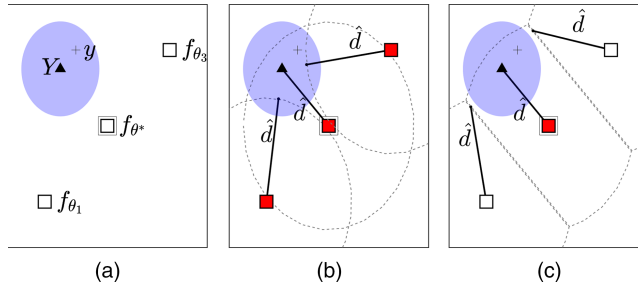 + y
Y▲
f_{θ_3}
f_{θ*}
f_{θ_1}
(a)
d̂
d̂
d̂
(b)
d̂
d̂
d̂
(c)